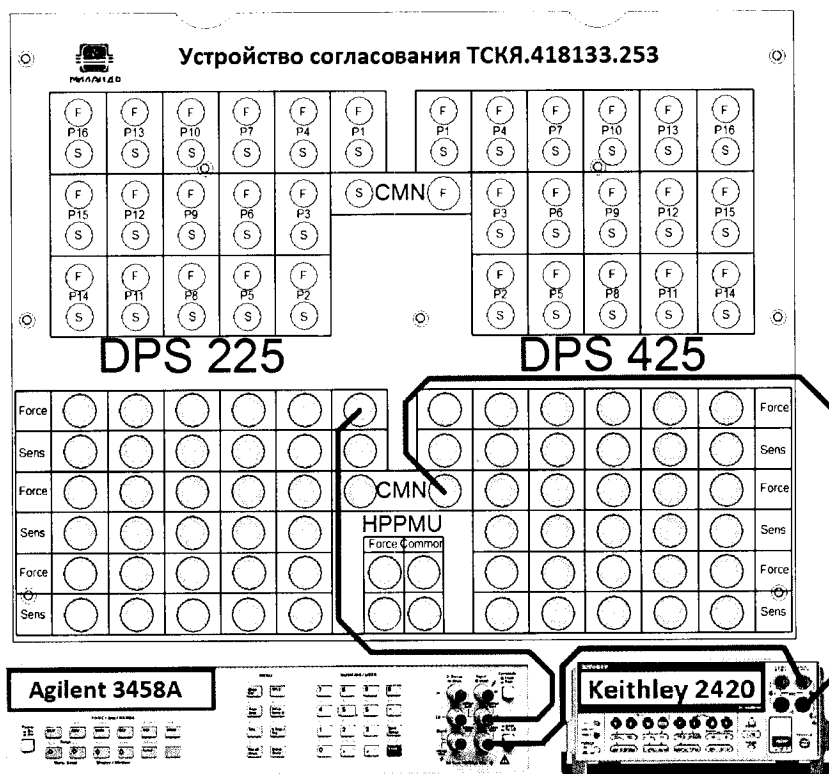 Устройство согласования ТСКЯ.418133.253
МИЛАНДР
F F F F F F F F F F F F
P16 P13 P10 P7 P4 P1 P1 P4 P7 P10 P13 P16
S S S S S S S S S S S S
S CMN F
F F F F F F F F F F
P15 P12 P9 P6 P3 P3 P6 P9 P12 P15
S S S S S S S S S S
F F F F F F F F F F
P14 P11 P8 P5 P2 P2 P5 P8 P11 P14
S S S S S S S S S S
DPS 225 DPS 425
Force Force
Sens Sens
Force CMN Force
HPPMU
Sens Force Common Sens
Force Force
Sens Sens
Agilent 3458A
Keithley 2420